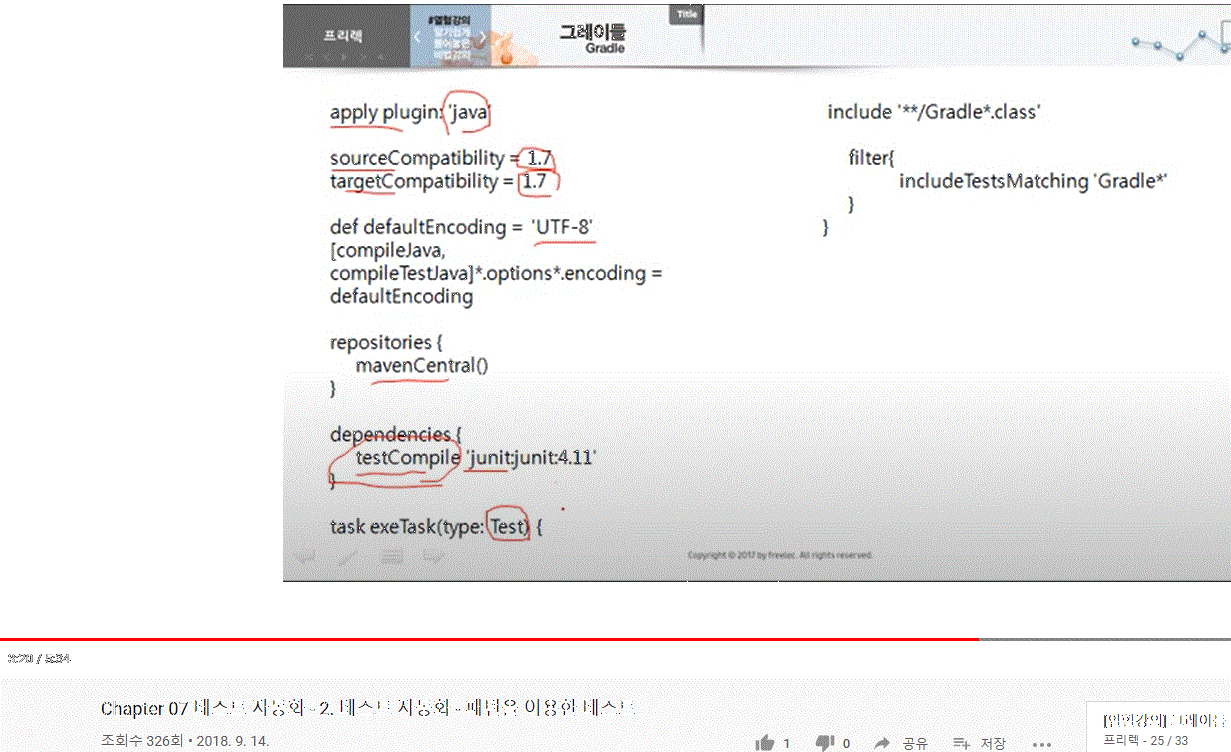 프리렉
#열혈강의
그레이들
Gradle
Title
apply plugin: 'java'
sourceCompatibility = 1.7
targetCompatibility = 1.7
def defaultEncoding = 'UTF-8'
[compileJava,
compileTestJava]*.options*.encoding =
defaultEncoding
repositories {
mavenCentral()
}
dependencies {
testCompile 'junit:junit:4.11'
}
task exeTask(type: Test) {
include '**/Gradle*.class'
filter{
includeTestsMatching 'Gradle*'
}
}
Copyright © 2017 by freelec. All rights reserved.
Chapter 07 테스트 자동화 - 2. 테스트 자동화 - 패턴을 이용한 테스트
조회수 326회 • 2018. 9. 14.
1
0
공유
저장
[열혈강의] 그레이들
프리렉 - 25 / 33